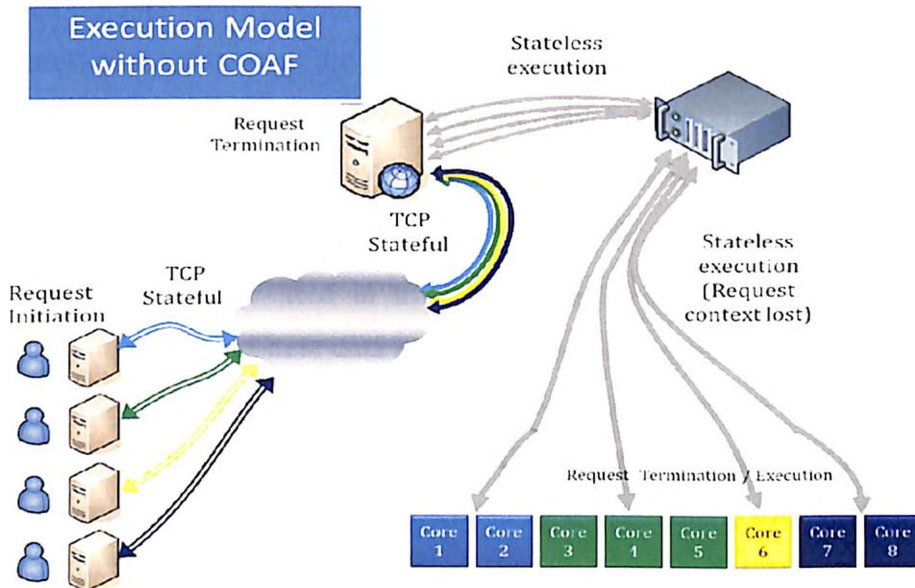 Execution Model
without COAF
Stateless
execution
Request
Termination
TCP
Stateful
Stateless
execution
(Request
context lost)
TCP
Stateful
Request
Initiation
Request Termination / Execution
Core
1
Core
2
Core
3
Core
4
Core
5
Core
6
Core
7
Core
8